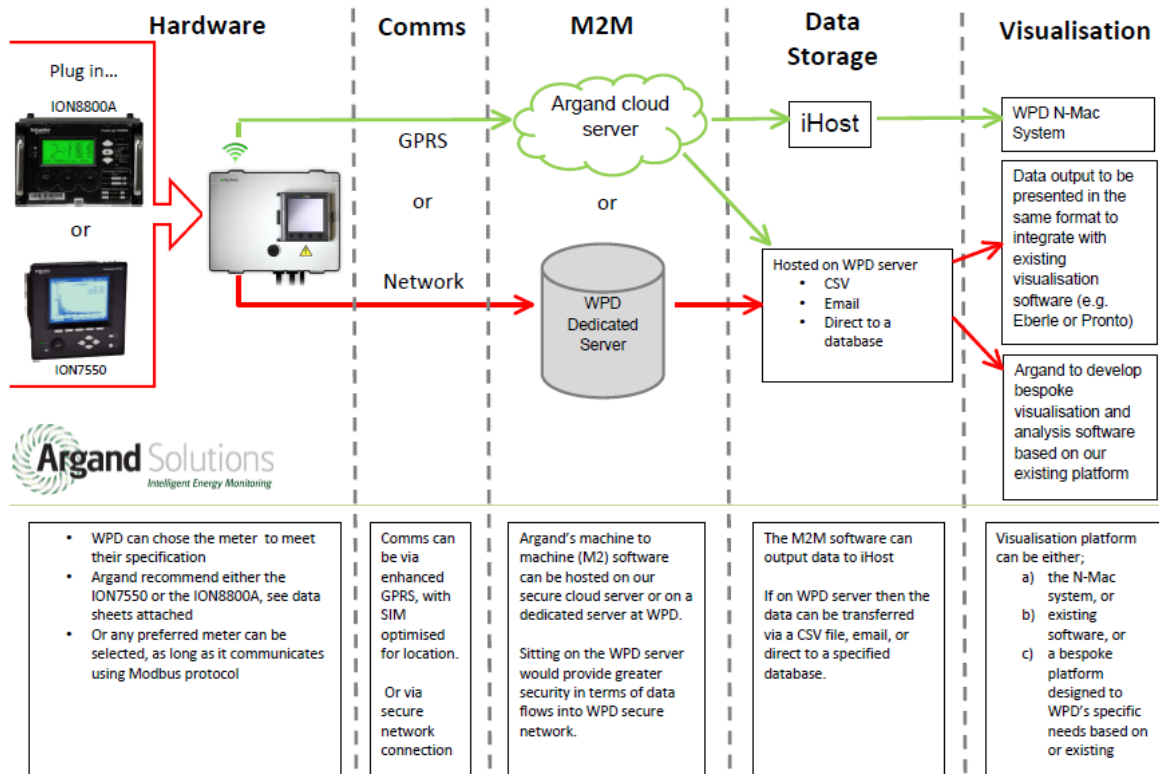 Hardware
Comms
M2M
Data
Storage
Visualisation
Plug in...
ION8800A
or
ION7550
GPRS
or
Network
Argand cloud
server
or
WPD
Dedicated
Server
iHost
Hosted on WPD server
• CSV
• Email
• Direct to a
database
WPD N-Mac
System
Data output to be
presented in the
same format to
integrate with
existing
visualisation
software (e.g.
Eberle or Pronto)
Argand to develop
bespoke
visualisation and
analysis software
based on our
existing platform
Argand Solutions
Intelligent Energy Monitoring
• WPD can chose the meter to meet
their specification
• Argand recommend either the
ION7550 or the ION8800A, see data
sheets attached
• Or any preferred meter can be
selected, as long as it communicates
using Modbus protocol
Comms can
be via
enhanced
GPRS, with
SIM
optimised
for location.
Or via
secure
network
connection
Argand's machine to
machine (M2) software
can be hosted on our
secure cloud server or on a
dedicated server at WPD.
Sitting on the WPD server
would provide greater
security in terms of data
flows into WPD secure
network.
The M2M software can
output data to iHost
If on WPD server then the
data can be transferred
via a CSV file, email, or
direct to a specified
database.
Visualisation platform
can be either;
a) the N-Mac
system, or
b) existing
software, or
c) a bespoke
platform
designed to
WPD's specific
needs based on
or existing